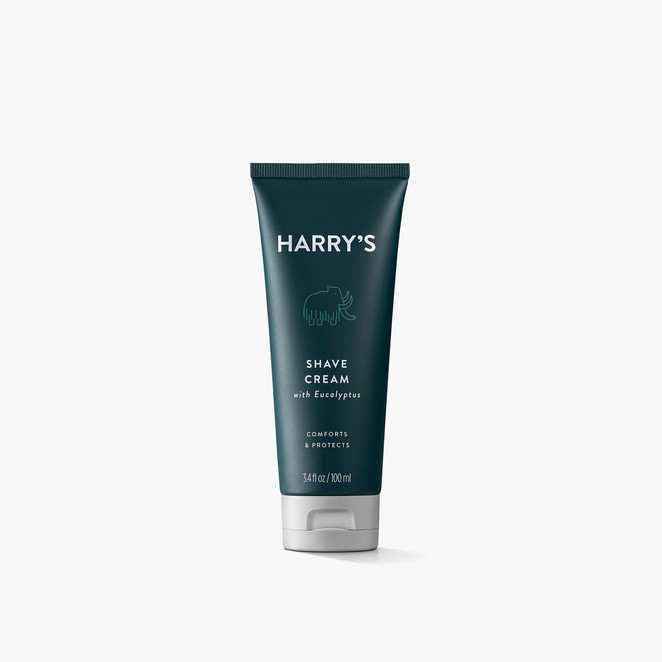 HARRY'S
SHAVE
CREAM
with Eucalyptus
COMFORTS
& PROTECTS
3.4 fl oz / 100 ml